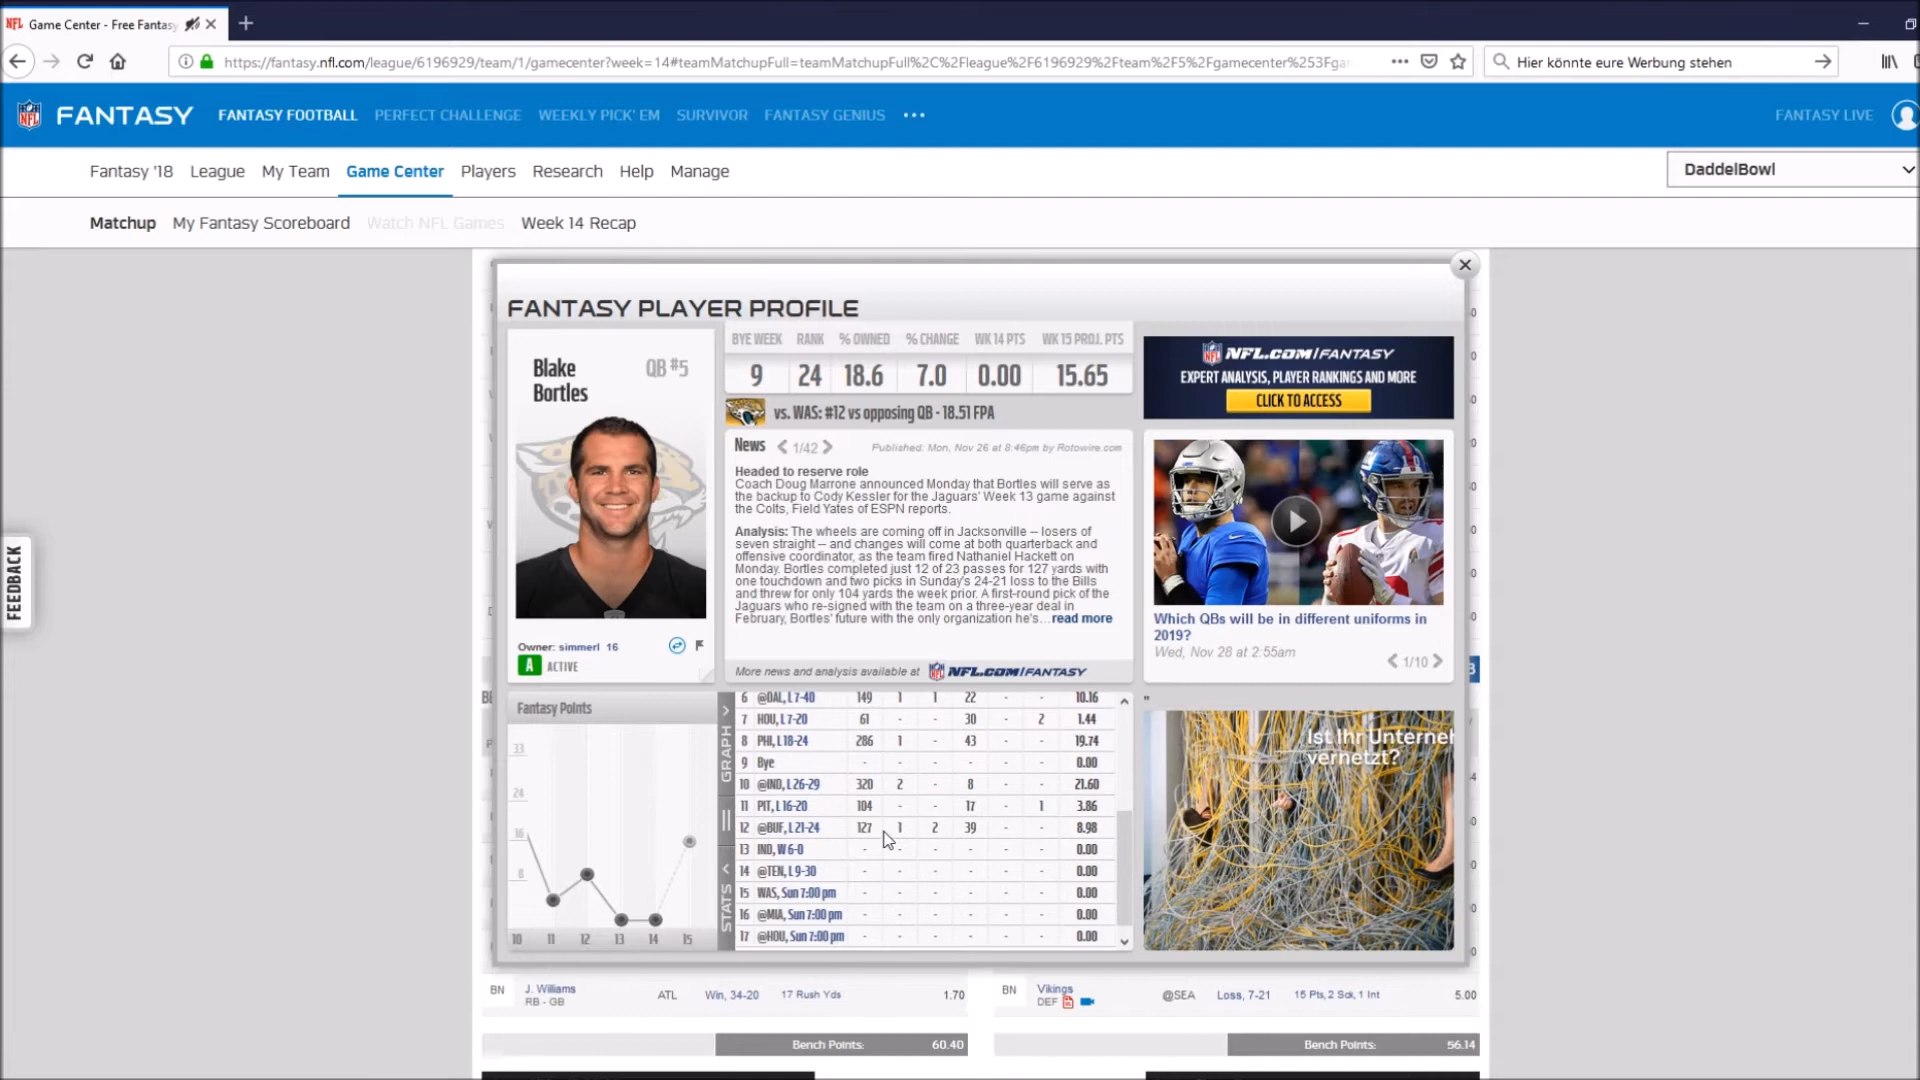 NFL Game Center - Free Fantasy
https://fantasy.nfl.com/league/6196929/team/1/gamecenter?week=14#teamMatchupFull=teamMatchupFull%2C%2Fleague%2F6196929%2Fteam%2F5%2Fgamecenter%253Fga
Hier könnte eure Werbung stehen
FANTASY FANTASY FOOTBALL PERFECT CHALLENGE WEEKLY PICK' EM SURVIVOR FANTASY GENIUS ••• FANTASY LIVE
Fantasy '18 League My Team Game Center Players Research Help Manage DaddelBowl
Matchup My Fantasy Scoreboard Watch NFL Games Week 14 Recap
FANTASY PLAYER PROFILE
Blake
Bortles
QB #5
Owner: simmerl 16
A ACTIVE
BYE WEEK RANK % OWNED % CHANGE WK 14 PTS WK 15 PROJ. PTS
9 24 18.6 7.0 0.00 15.65
vs. WAS: #12 vs opposing QB - 18.51 FPA
News 1/42 Published: Mon, Nov 26 at 8:46pm by Rotowire.com
Headed to reserve role
Coach Doug Marrone announced Monday that Bortles will serve as
the backup to Cody Kessler for the Jaguars' Week 13 game against
the Colts, Field Yates of ESPN reports.
Analysis: The wheels are coming off in Jacksonville -- losers of
seven straight -- and changes will come at both quarterback and
offensive coordinator, as the team fired Nathaniel Hackett on
Monday. Bortles completed just 12 of 23 passes for 127 yards with
one touchdown and two picks in Sunday's 24-21 loss to the Bills
and threw for only 104 yards the week prior. A first-round pick of the
Jaguars who re-signed with the team on a three-year deal in
February, Bortles' future with the only organization he's... read more
More news and analysis available at NFL.COM/FANTASY
NFL.COM/FANTASY
EXPERT ANALYSIS, PLAYER RANKINGS AND MORE
CLICK TO ACCESS
Which QBs will be in different uniforms in
2019?
Wed, Nov 28 at 2:55am
1/10
FEEDBACK
Fantasy Points
33
24
16
8
10 11 12 13 14 15
GRAPH
STATS
6 @DAL, L 7-40 149 1 1 22 - - 10.16
7 HOU, L 7-20 61 - - 30 - 2 1.44
8 PHI, L 18-24 286 1 - 43 - - 19.74
9 Bye - - - - - - 0.00
10 @IND, L 26-29 320 2 - 8 - - 21.60
11 PIT, L 16-20 104 - - 17 - 1 3.86
12 @BUF, L 21-24 127 1 2 39 - - 8.98
13 IND, W 6-0 - - - - - - 0.00
14 @TEN, L 9-30 - - - - - - 0.00
15 WAS, Sun 7:00 pm - - - - - - 0.00
16 @MIA, Sun 7:00 pm - - - - - - 0.00
17 @HOU, Sun 7:00 pm - - - - - - 0.00
Ist Ihr Unterneh
vernetzt?
BN J. Williams ATL Win, 34-20 17 Rush Yds 1.70
RB - GB
BN Vikings @SEA Loss, 7-21 15 Pts, 2 Sck, 1 Int 5.00
DEF
Bench Points: 60.40
Bench Points: 56.14